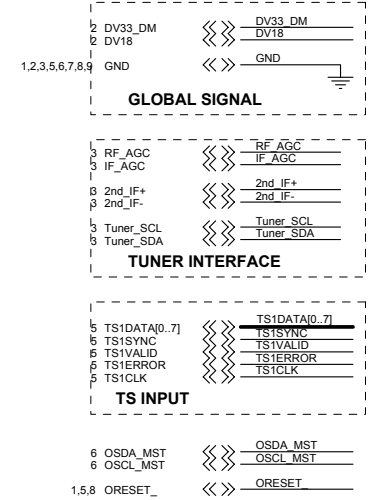 2 DV33_DM DV33_DM
2 DV18 DV18
1,2,3,5,6,7,8,9 GND GND
GLOBAL SIGNAL
3 RF_AGC RF_AGC
3 IF_AGC IF_AGC
3 2nd_IF+ 2nd_IF+
3 2nd_IF- 2nd_IF-
3 Tuner_SCL Tuner_SCL
3 Tuner_SDA Tuner_SDA
TUNER INTERFACE
5 TS1DATA[0..7] TS1DATA[0..7]
5 TS1SYNC TS1SYNC
5 TS1VALID TS1VALID
5 TS1ERROR TS1ERROR
5 TS1CLK TS1CLK
TS INPUT
6 OSDA_MST OSDA_MST
6 OSCL_MST OSCL_MST
1,5,8 ORESET_ ORESET_